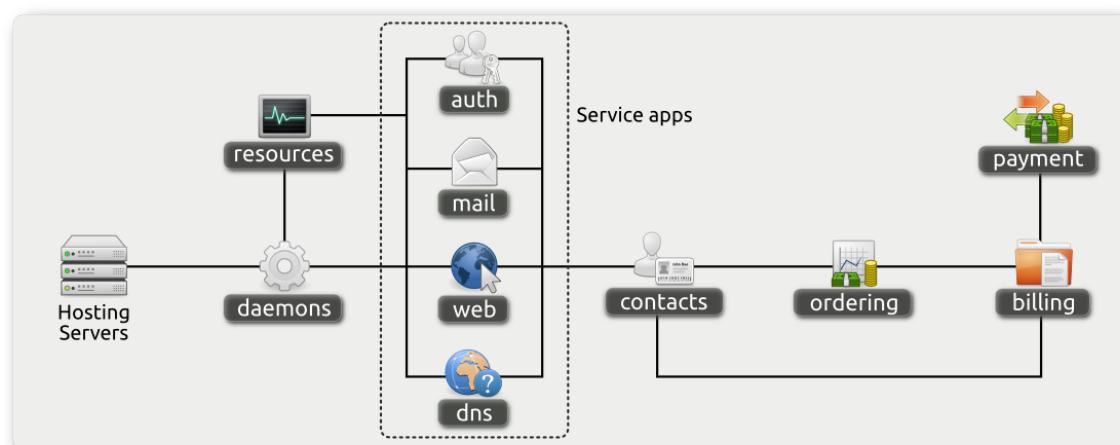 auth
Service apps
resources
payment
mail
Hosting
Servers
daemons
web
contacts
ordering
billing
dns